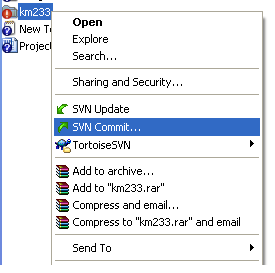 km233
Open
Explore
New Te
Search...
Project
Sharing and Security...
SVN Update
SVN Commit...
TortoiseSVN
Add to archive...
Add to "km233.rar"
Compress and email...
Compress to "km233.rar" and email
Send To